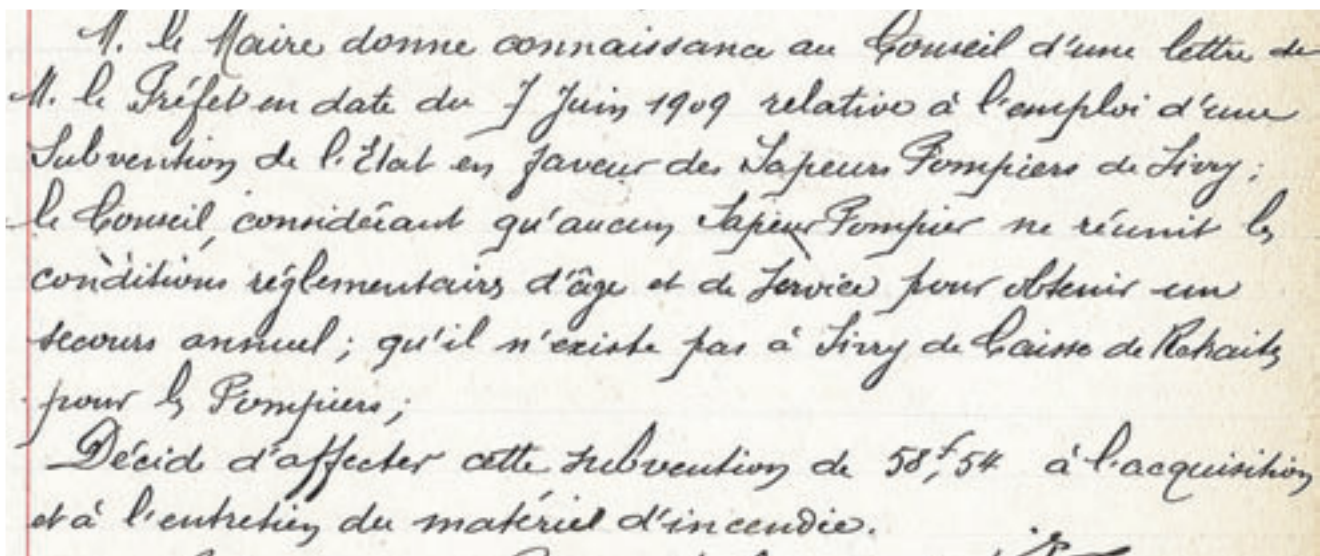 M. le Maire donne connaissance au Conseil d'une lettre de
M. le Préfet en date du 7 Juin 1909 relative à l'emploi d'une
Subvention de l'Etat en faveur des Sapeurs Pompiers de Livry ;
le Conseil, considérant qu'aucun Sapeur Pompier ne réunit les
conditions réglementaires d'âge et de Service pour obtenir un
secours annuel ; qu'il n'existe pas à Livry de Caisse de Retraites
pour les Pompiers ;
Décide d'affecter cette subvention de 58f,54 à l'acquisition
et à l'entretien du matériel d'incendie.